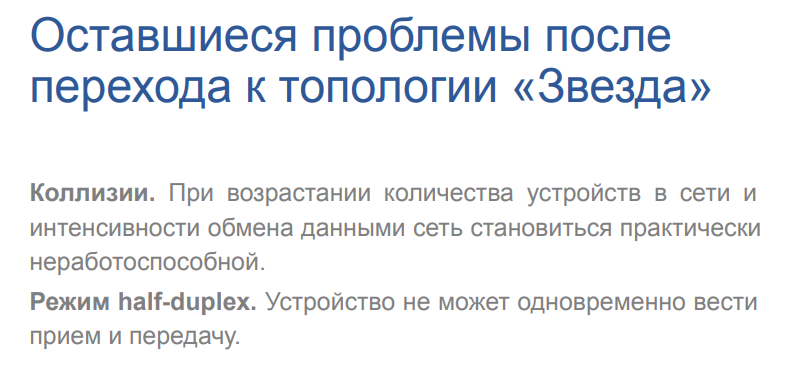 Оставшиеся проблемы после
перехода к топологии «Звезда»
Коллизии. При возрастании количества устройств в сети и
интенсивности обмена данными сеть становиться практически
неработоспособной.
Режим half-duplex. Устройство не может одновременно вести
прием и передачу.